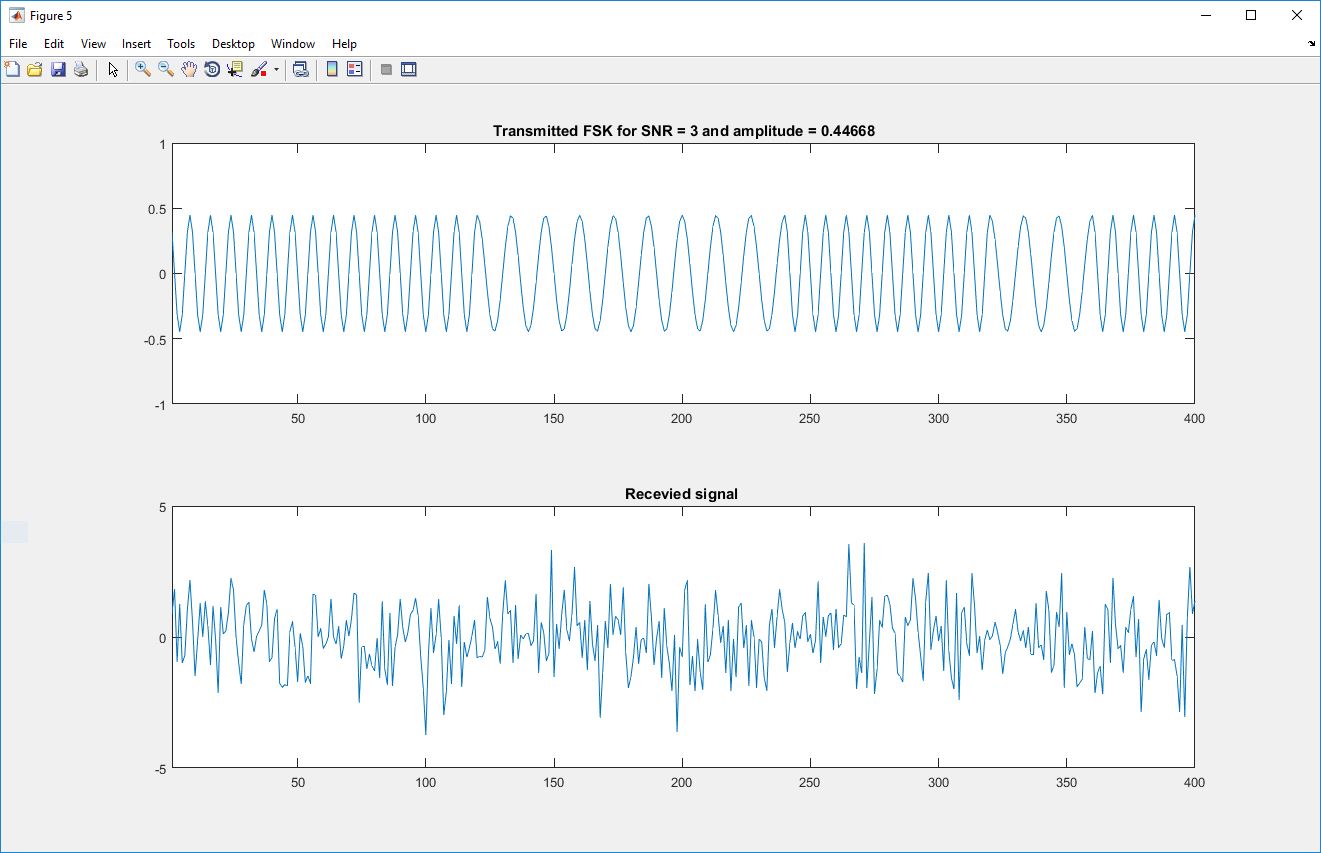 Figure 5
File Edit View Insert Tools Desktop Window Help
Transmitted FSK for SNR = 3 and amplitude = 0.44668
1
0.5
0
-0.5
-1
50 100 150 200 250 300 350 400
Recevied signal
5
0
-5
50 100 150 200 250 300 350 400